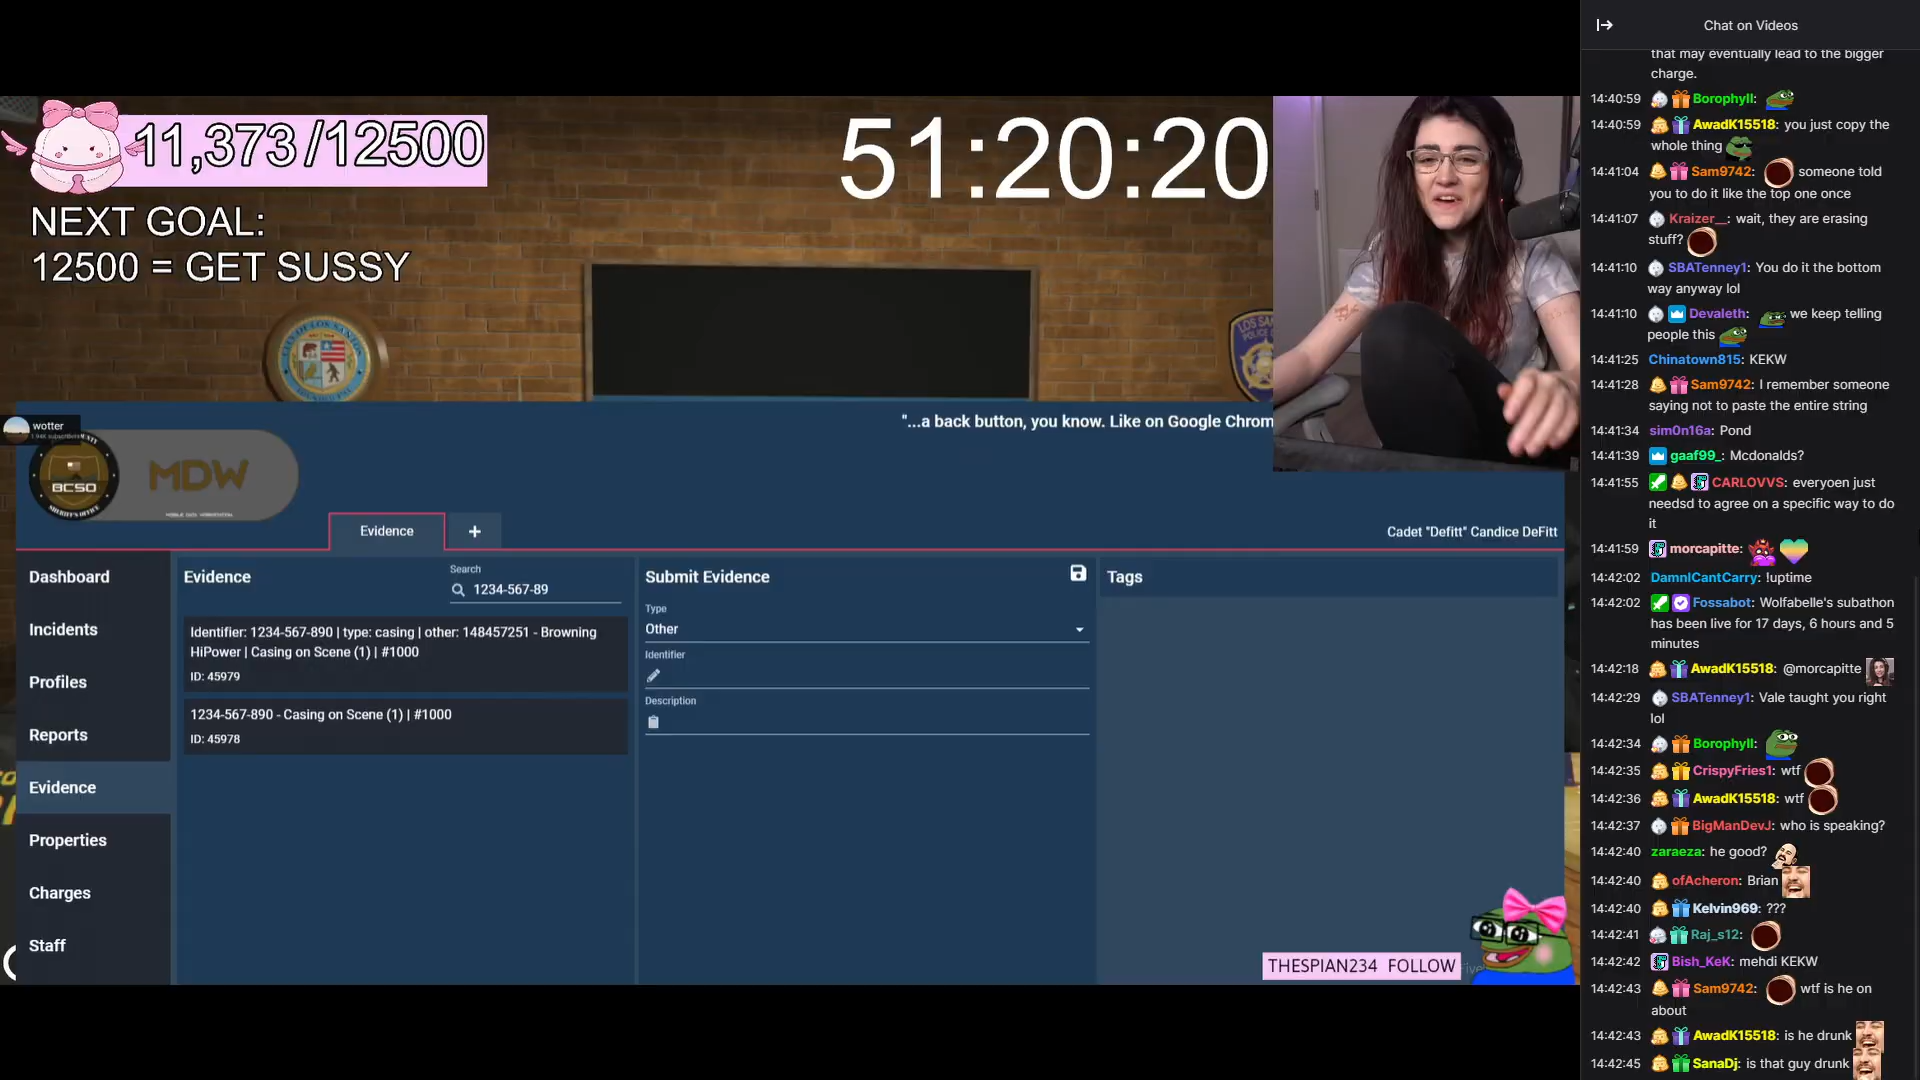 11,373/12500
NEXT GOAL:
12500 = GET SUSSY
51:20:20
wotter
"...a back button, you know. Like on Google Chrom
BCSO
MDW
Evidence
+
Cadet "Defitt" Candice DeFitt
Dashboard
Incidents
Profiles
Reports
Evidence
Properties
Charges
Staff
Evidence
Search
1234-567-89
Identifier: 1234-567-890 | type: casing | other: 148457251 - Browning
HiPower | Casing on Scene (1) | #1000
ID: 45979
1234-567-890 - Casing on Scene (1) | #1000
ID: 45978
Submit Evidence
Type
Other
Identifier
Description
Tags
THESPIAN234 FOLLOW
Chat on Videos
that may eventually lead to the bigger
charge.
14:40:59 Borophyll:
14:40:59 AwadK15518: you just copy the
whole thing
14:41:04 Sam9742: someone told
you to do it like the top one once
14:41:07 Kraizer__: wait, they are erasing
stuff?
14:41:10 SBATenney1: You do it the bottom
way anyway lol
14:41:10 Devaleth: we keep telling
people this
14:41:25 Chinatown815: KEKW
14:41:28 Sam9742: I remember someone
saying not to paste the entire string
14:41:34 sim0n16a: Pond
14:41:39 gaaf99_: Mcdonalds?
14:41:55 CARLOVVS: everyoen just
needsd to agree on a specific way to do
it
14:41:59 morcapitte:
14:42:02 DamnICantCarry: !uptime
14:42:02 Fossabot: Wolfabelle's subathon
has been live for 17 days, 6 hours and 5
minutes
14:42:18 AwadK15518: @morcapitte
14:42:29 SBATenney1: Vale taught you right
lol
14:42:34 Borophyll:
14:42:35 CrispyFries1: wtf
14:42:36 AwadK15518: wtf
14:42:37 BigManDevJ: who is speaking?
14:42:40 zaraeza: he good?
14:42:40 ofAcheron: Brian
14:42:40 Kelvin969: ???
14:42:41 Raj_s12:
14:42:42 Bish_KeK: mehdi KEKW
14:42:43 Sam9742: wtf is he on
about
14:42:43 AwadK15518: is he drunk
14:42:45 SanaDj: is that guy drunk